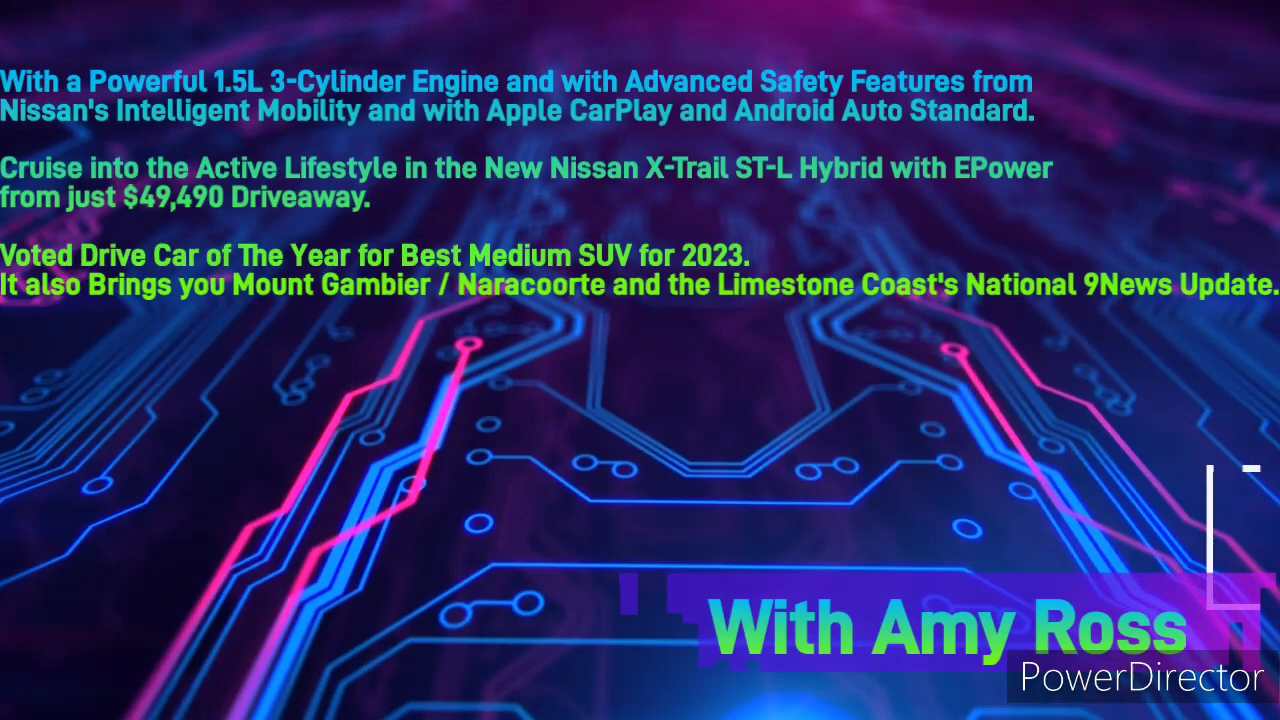 With a Powerful 1.5L 3-Cylinder Engine and with Advanced Safety Features from
Nissan's Intelligent Mobility and with Apple CarPlay and Android Auto Standard.
Cruise into the Active Lifestyle in the New Nissan X-Trail ST-L Hybrid with EPower
from just $49,490 Driveaway.
Voted Drive Car of The Year for Best Medium SUV for 2023.
It also Brings you Mount Gambier / Naracoorte and the Limestone Coast's National 9News Update.
With Amy Ross
PowerDirector